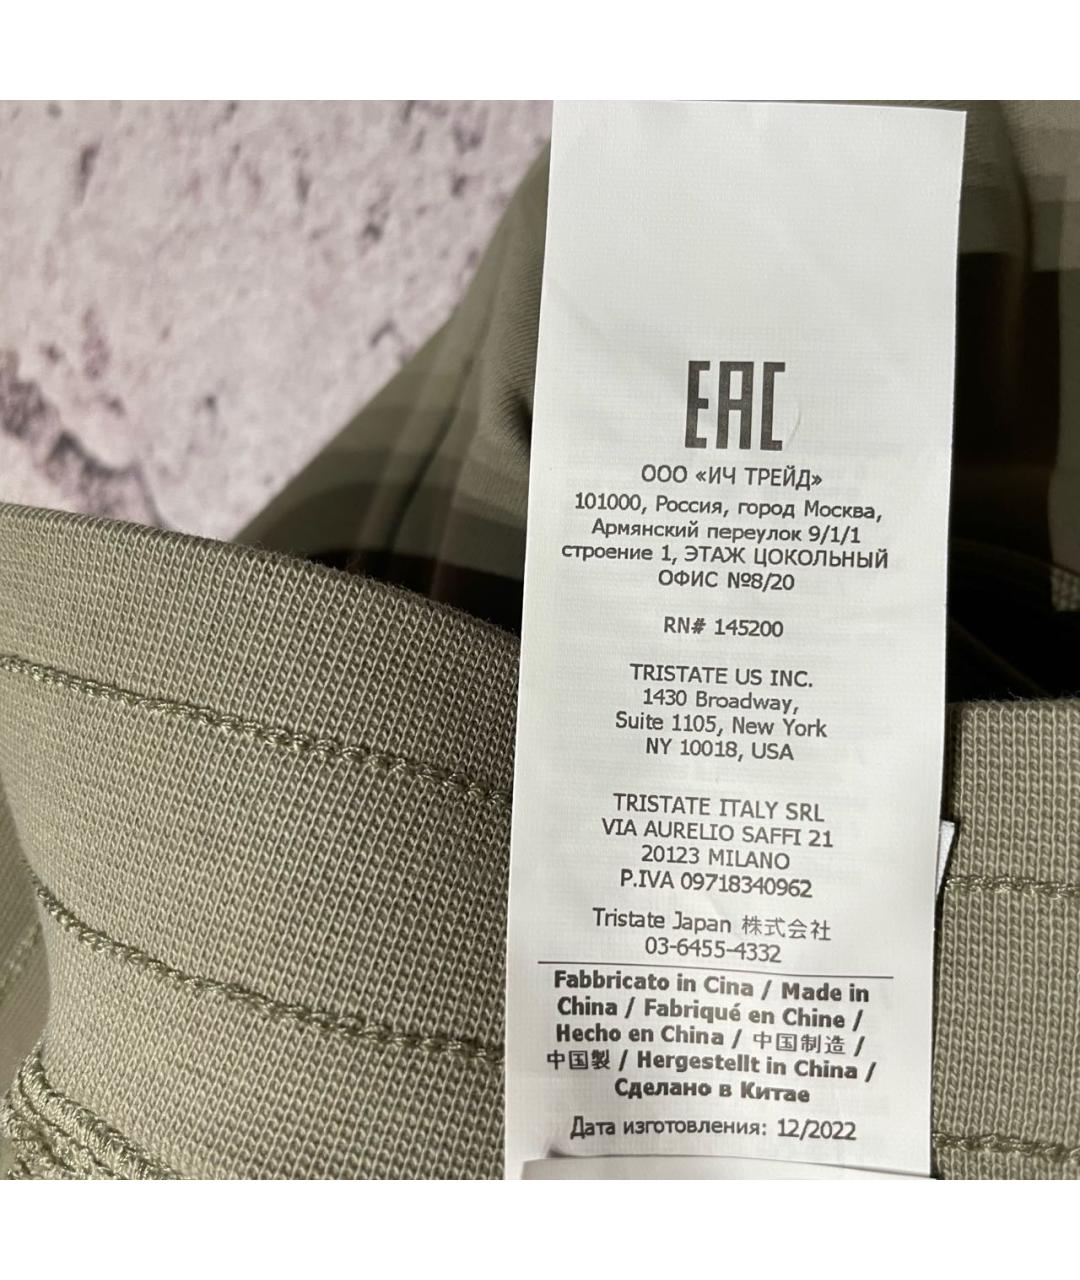 EAC
ООО «ИЧ ТРЕЙД»
101000, Россия, город Москва,
Армянский переулок 9/1/1
строение 1, ЭТАЖ ЦОКОЛЬНЫЙ
ОФИС №8/20
RN# 145200
TRISTATE US INC.
1430 Broadway,
Suite 1105, New York
NY 10018, USA
TRISTATE ITALY SRL
VIA AURELIO SAFFI 21
20123 MILANO
P.IVA 09718340962
Tristate Japan 株式会社
03-6455-4332
Fabbricato in Cina / Made in
China / Fabriqué en Chine /
Hecho en China / 中国制造 /
中国製 / Hergestellt in China /
Сделано в Китае
Дата изготовления: 12/2022